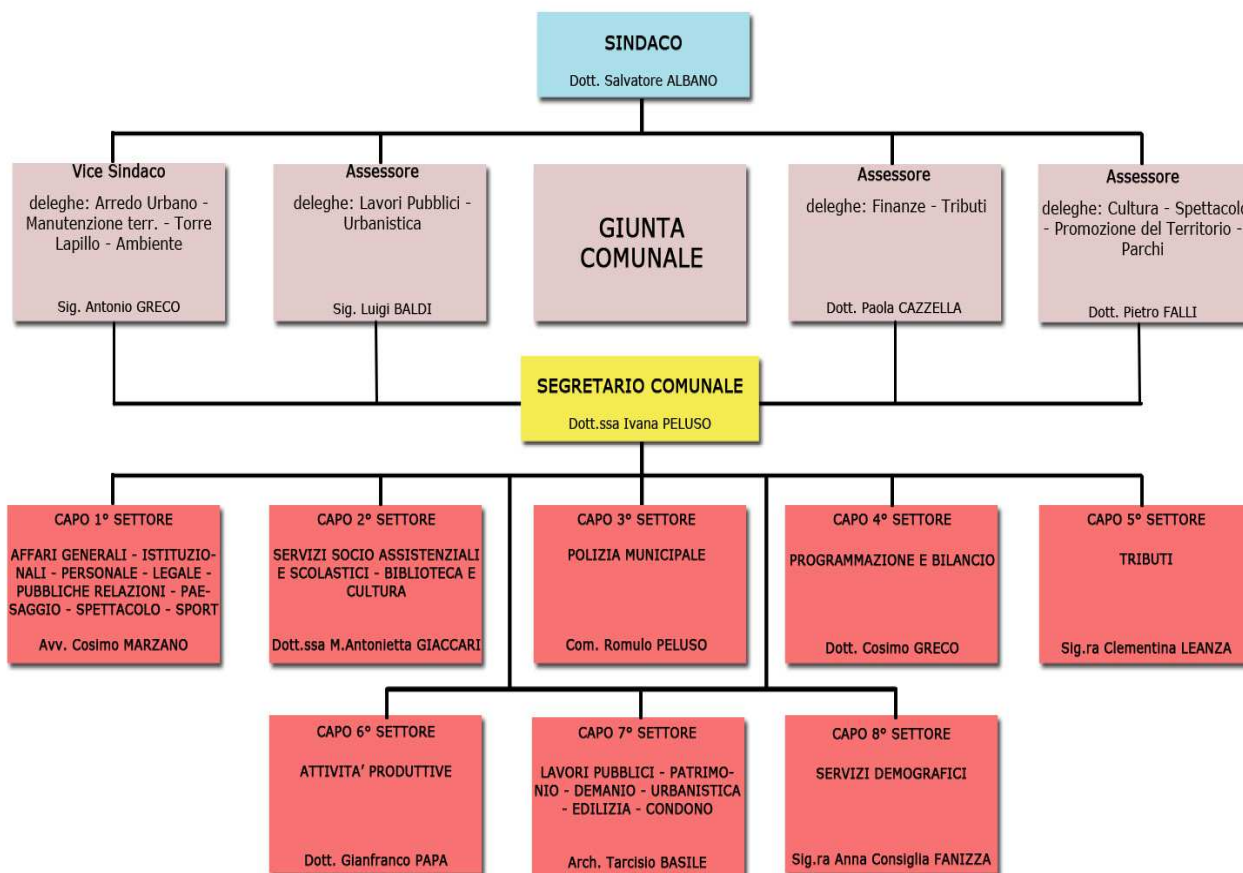 SINDACO
Dott. Salvatore ALBANO
Vice Sindaco
deleghe: Arredo Urbano -
Manutenzione terr. - Torre
Lapillo - Ambiente
Sig. Antonio GRECO
Assessore
deleghe: Lavori Pubblici -
Urbanistica
Sig. Luigi BALDI
GIUNTA
COMUNALE
Assessore
deleghe: Finanze - Tributi
Dott. Paola CAZZELLA
Assessore
deleghe: Cultura - Spettacolo
- Promozione del Territorio -
Parchi
Dott. Pietro FALLI
SEGRETARIO COMUNALE
Dott.ssa Ivana PELUSO
CAPO 1° SETTORE
AFFARI GENERALI - ISTITUZIO-
NALI - PERSONALE - LEGALE -
PUBBLICHE RELAZIONI - PAE-
SAGGIO - SPETTACOLO - SPORT
Avv. Cosimo MARZANO
CAPO 2° SETTORE
SERVIZI SOCIO ASSISTENZIALI
E SCOLASTICI - BIBLIOTECA E
CULTURA
Dott.ssa M.Antonietta GIACCARI
CAPO 3° SETTORE
POLIZIA MUNICIPALE
Com. Romulo PELUSO
CAPO 4° SETTORE
PROGRAMMAZIONE E BILANCIO
Dott. Cosimo GRECO
CAPO 5° SETTORE
TRIBUTI
Sig.ra Clementina LEANZA
CAPO 6° SETTORE
ATTIVITA' PRODUTTIVE
Dott. Gianfranco PAPA
CAPO 7° SETTORE
LAVORI PUBBLICI - PATRIMO-
NIO - DEMANIO - URBANISTICA
- EDILIZIA - CONDONO
Arch. Tarcisio BASILE
CAPO 8° SETTORE
SERVIZI DEMOGRAFICI
Sig.ra Anna Consiglia FANIZZA